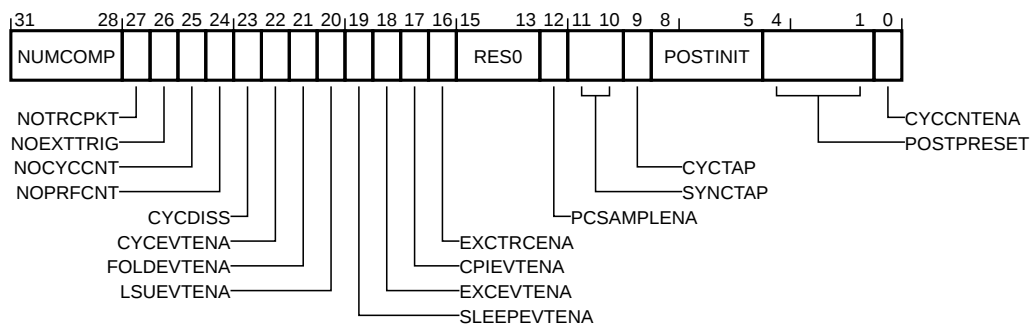 31 28 27 26 25 24 23 22 21 20 19 18 17 16 15 13 12 11 10 9 8 5 4 1 0
NUMCOMP RES0 POSTINIT
NOTRCPKT CYCCNTENA
NOEXTTRIG POSTPRESET
NOCYCCNT CYCTAP
NOPRFCNT SYNCTAP
CYCDISS PCSAMPLENA
CYCEVTENA EXCTRCENA
FOLDEVTENA CPIEVTENA
LSUEVTENA EXCEVTENA
SLEEPEVTENA